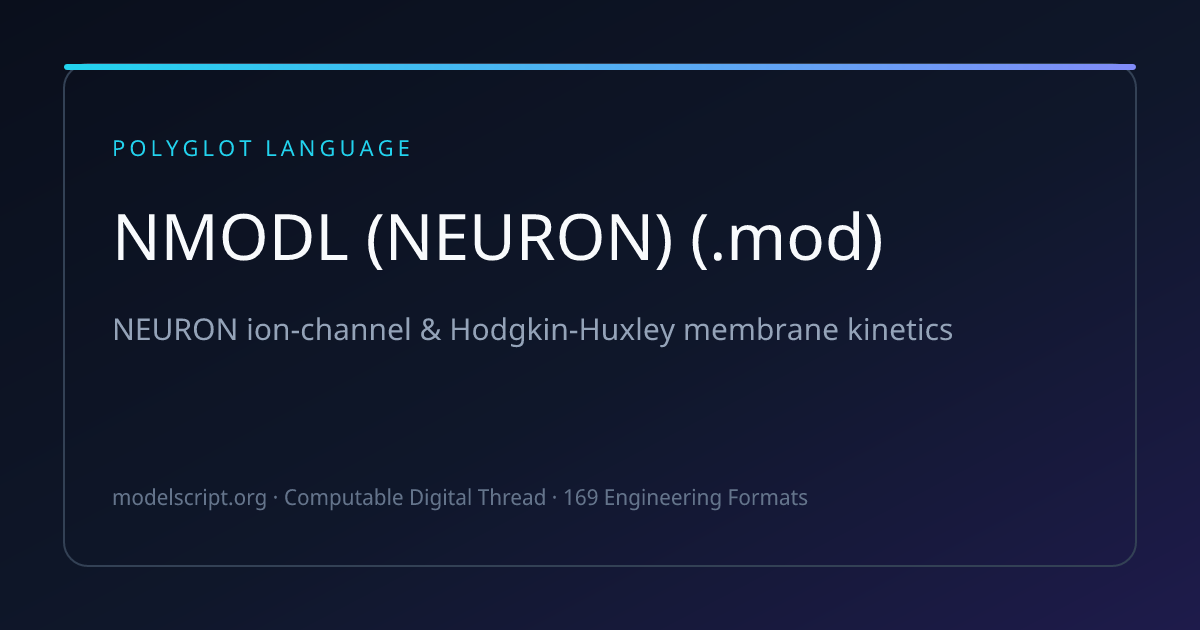 POLYGLOT LANGUAGE
NMODL (NEURON) (.mod)
NEURON ion-channel & Hodgkin-Huxley membrane kinetics
modelscript.org · Computable Digital Thread · 169 Engineering Formats